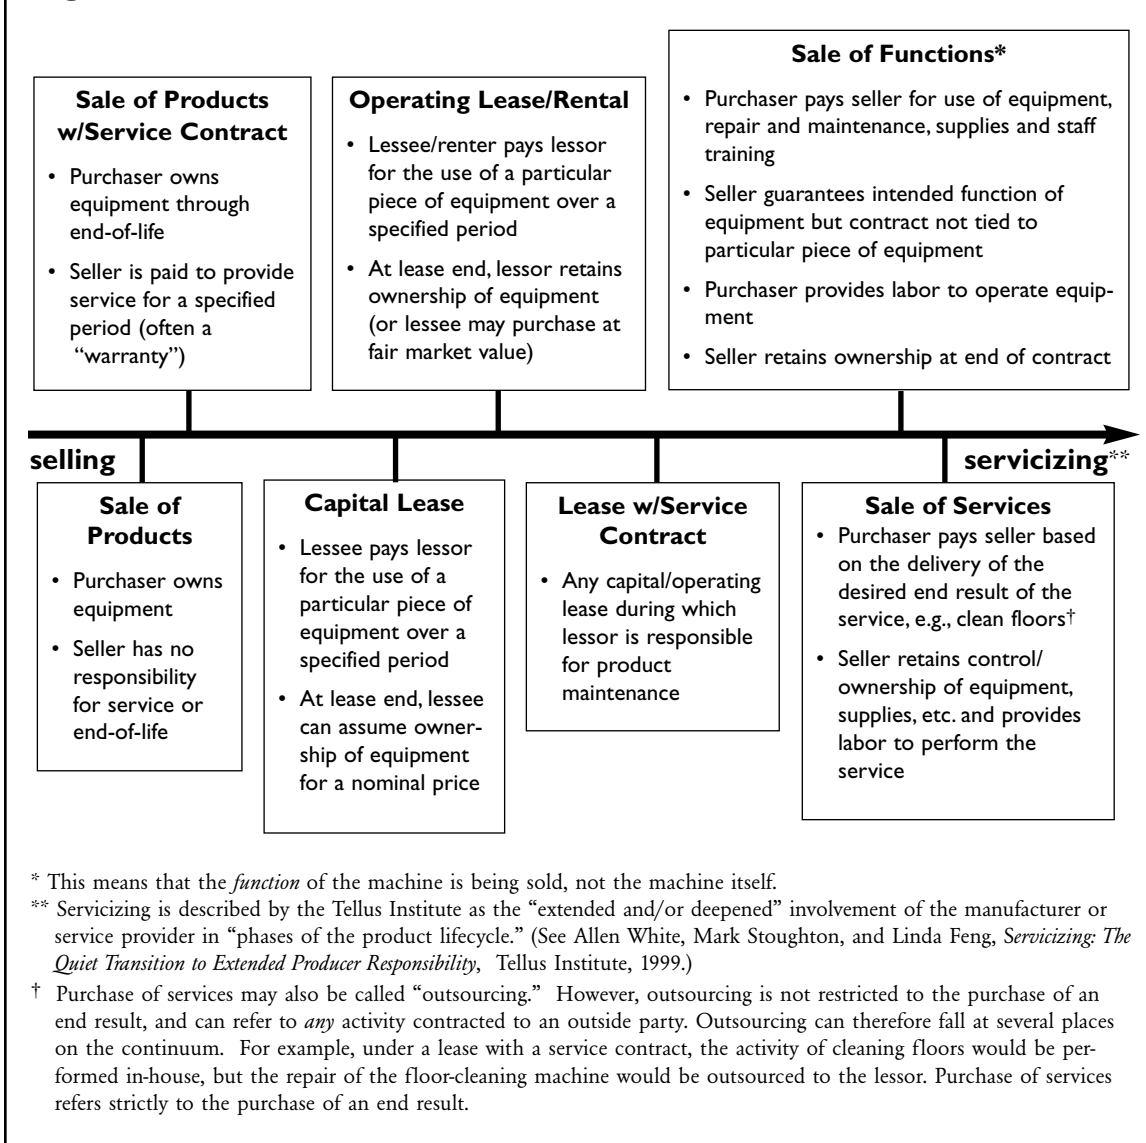 Sale of Products
w/Service Contract
• Purchaser owns
equipment through
end-of-life
• Seller is paid to provide
service for a specified
period (often a
“warranty”)
Operating Lease/Rental
• Lessee/renter pays lessor
for the use of a particular
piece of equipment over a
specified period
• At lease end, lessor retains
ownership of equipment
(or lessee may purchase at
fair market value)
Sale of Functions*
• Purchaser pays seller for use of equipment,
repair and maintenance, supplies and staff
training
• Seller guarantees intended function of
equipment but contract not tied to
particular piece of equipment
• Purchaser provides labor to operate equip-
ment
• Seller retains ownership at end of contract
selling
servicizing**
Sale of
Products
• Purchaser owns
equipment
• Seller has no
responsibility
for service or
end-of-life
Capital Lease
• Lessee pays lessor
for the use of a
particular piece of
equipment over a
specified period
• At lease end, lessee
can assume owner-
ship of equipment
for a nominal price
Lease w/Service
Contract
• Any capital/operating
lease during which
lessor is responsible
for product
maintenance
Sale of Services
• Purchaser pays seller based
on the delivery of the
desired end result of the
service, e.g., clean floors†
• Seller retains control/
ownership of equipment,
supplies, etc. and provides
labor to perform the
service
* This means that the function of the machine is being sold, not the machine itself.
** Servicizing is described by the Tellus Institute as the “extended and/or deepened” involvement of the manufacturer or
service provider in “phases of the product lifecycle.” (See Allen White, Mark Stoughton, and Linda Feng, Servicizing: The
Quiet Transition to Extended Producer Responsibility, Tellus Institute, 1999.)
† Purchase of services may also be called “outsourcing.” However, outsourcing is not restricted to the purchase of an
end result, and can refer to any activity contracted to an outside party. Outsourcing can therefore fall at several places
on the continuum. For example, under a lease with a service contract, the activity of cleaning floors would be per-
formed in-house, but the repair of the floor-cleaning machine would be outsourced to the lessor. Purchase of services
refers strictly to the purchase of an end result.